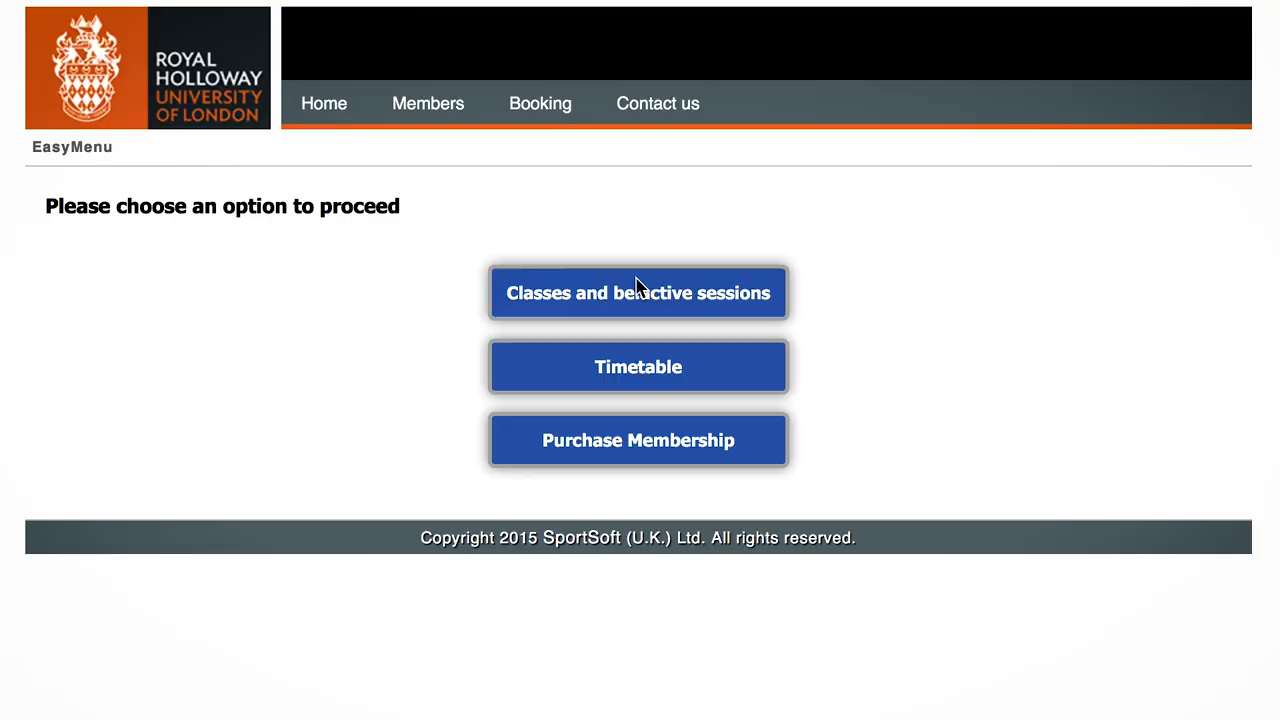 ROYAL
HOLLOWAY
UNIVERSITY
OF LONDON
Home Members Booking Contact us
EasyMenu
Please choose an option to proceed
Classes and be active sessions
Timetable
Purchase Membership
Copyright 2015 SportSoft (U.K.) Ltd. All rights reserved.